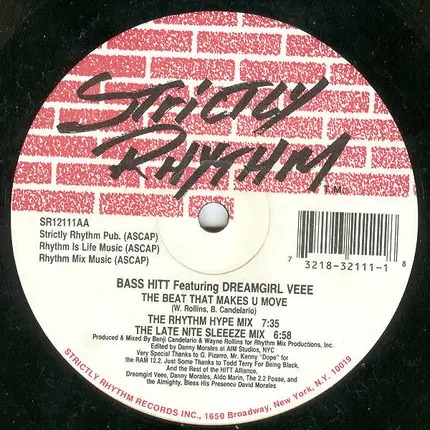 STRICTLY
RHYTHM
T.M.
SR12111AA
Strictly Rhythm Pub. (ASCAP)
Rhythm Is Life Music (ASCAP)
Rhythm Mix Music (ASCAP)
7 3218-32111-1 8
BASS HITT Featuring DREAMGIRL VEEE
THE BEAT THAT MAKES U MOVE
(W. Rollins, B. Candelario)
THE RHYTHM HYPE MIX 7:35
THE LATE NITE SLEEEZE MIX 6:58
Produced & Mixed By Benji Candelario & Wayne Rollins for Rhythm Mix Productions, Inc.
Edited by Danny Morales at AIM Studios, NYC
Very Special Thanks to G. Pizarro, Mr. Kenny "Dope" for
the RAM 12.2. Just Some Thanks to Todd Terry For Being Black,
And the Rest of the HITT Alliance,
Dreamgirl Veee, Danny Morales, Aldo Marin, The 2.2 Posse, and
the Almighty, Bless His Presence David Morales
STRICTLY RHYTHM RECORDS INC., 1650 Broadway, New York, N.Y. 10019